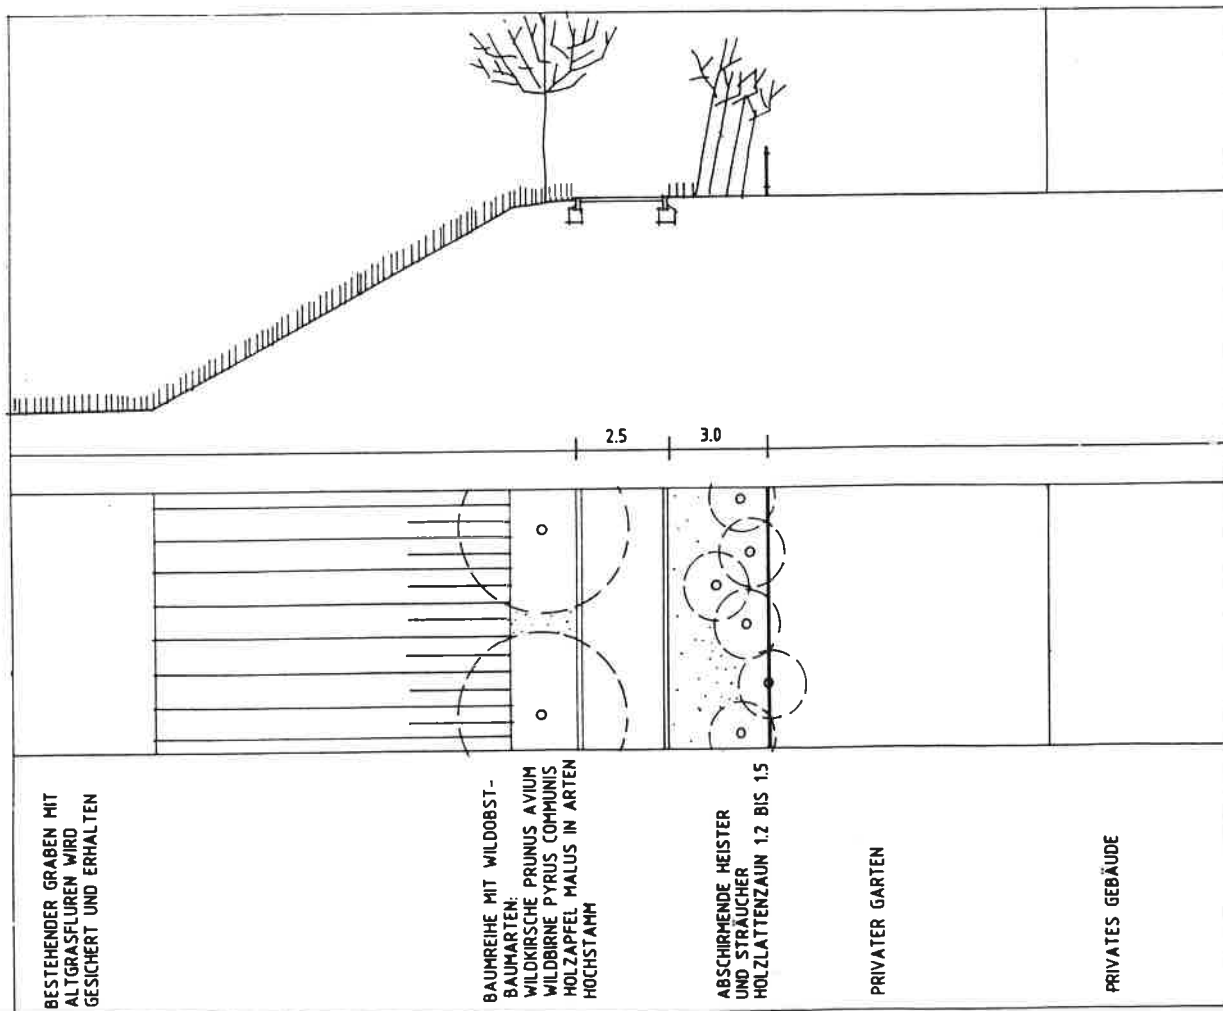 2.5
3.0
BESTEHENDER GRABEN MIT
ALTGRASFLUREN WIRD
GESICHERT UND ERHALTEN
BAUMREIHE MIT WILDOBST-
BAUMARTEN:
WILDKIRSCHE PRUNUS AVIUM
WILDBIRNE PYRUS COMMUNIS
HOLZAPFEL MALUS IN ARTEN
HOCHSTAMM
ABSCHIRMENDE HEISTER
UND STRÄUCHER
HOLZLATTENZAUN 1.2 BIS 1.5
PRIVATER GARTEN
PRIVATES GEBÄUDE